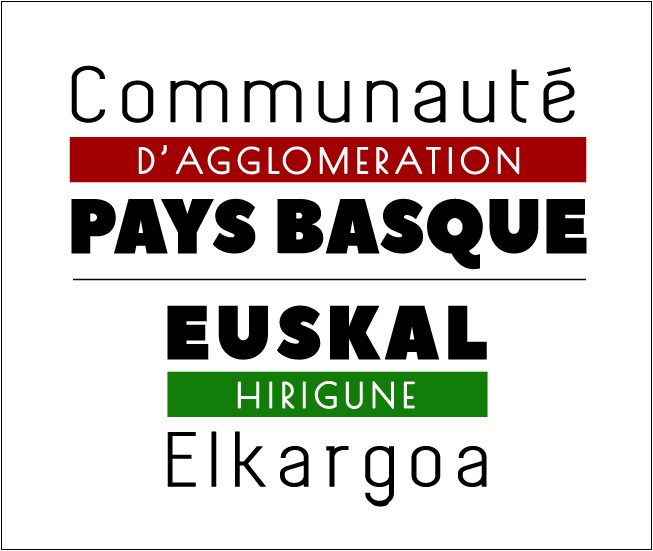 Communauté
D'AGGLOMERATION
PAYS BASQUE
EUSKAL
HIRIGUNE
Elkargoa